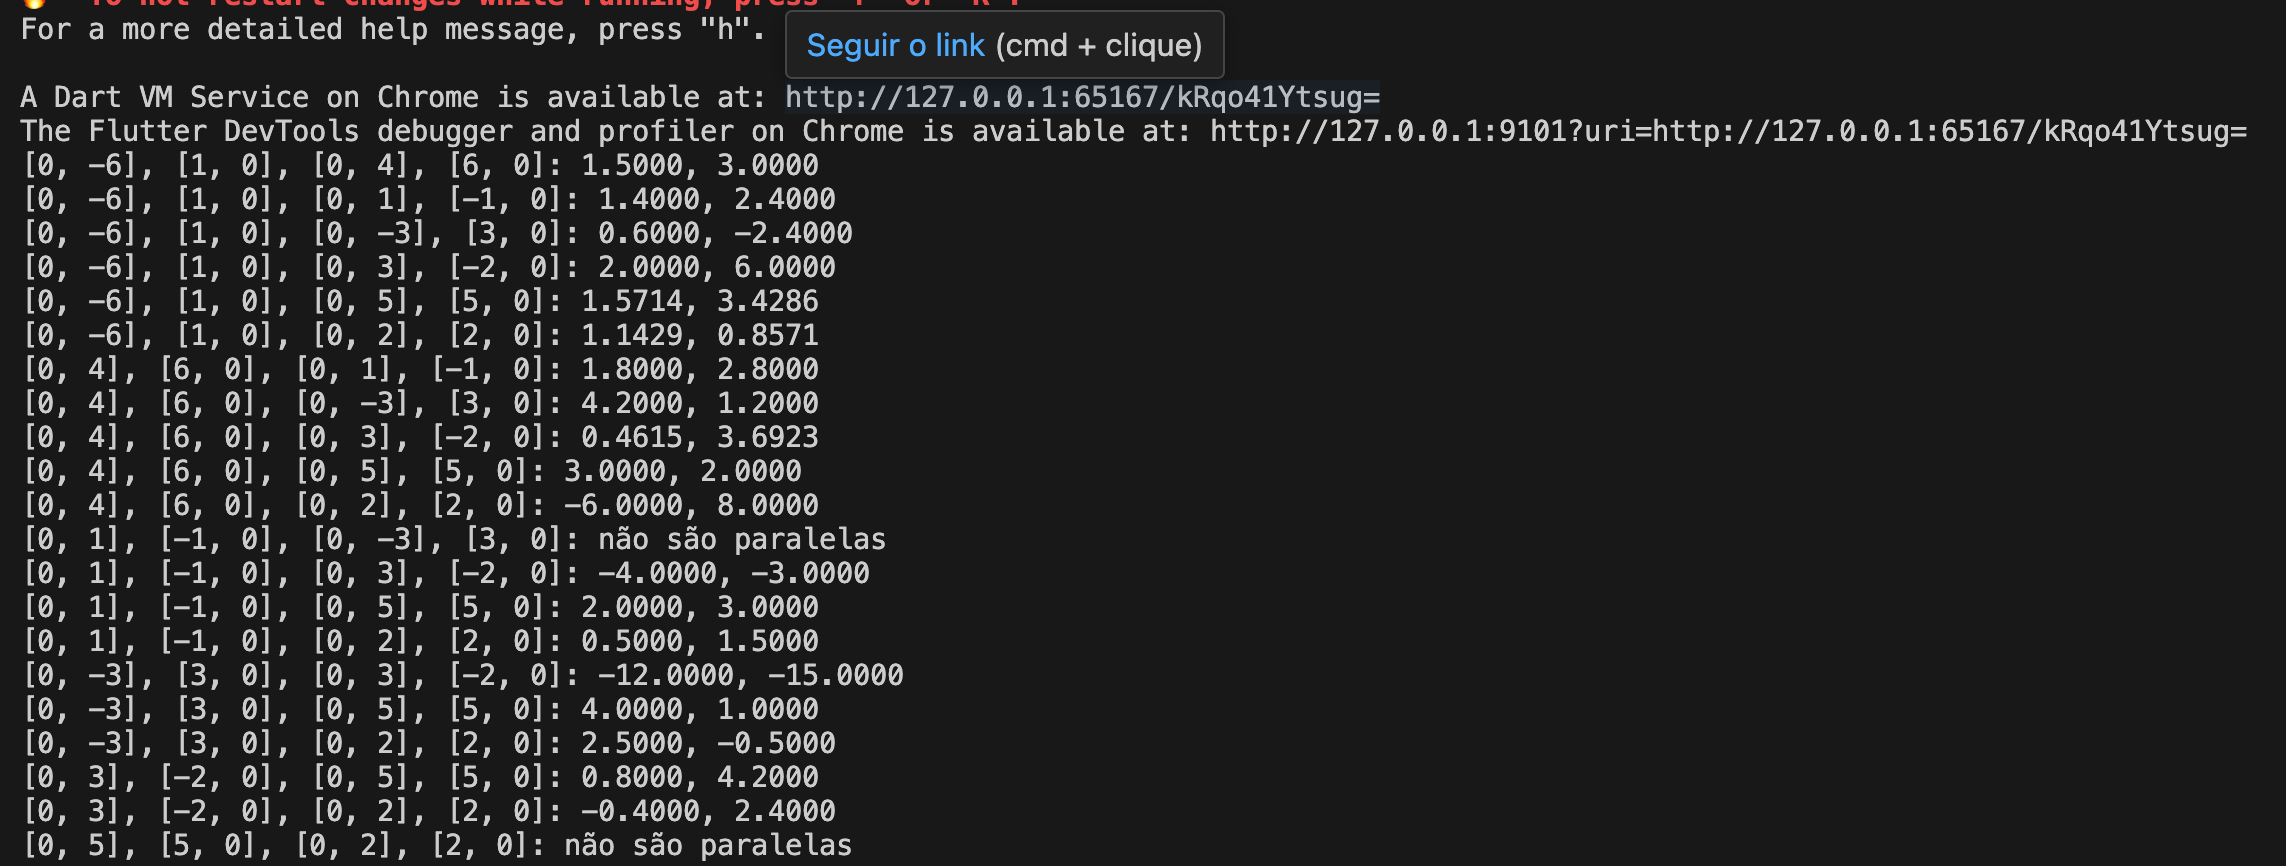 To hot restart changes while running, press "r" or "R".
For a more detailed help message, press "h".
Seguir o link (cmd + clique)
A Dart VM Service on Chrome is available at: http://127.0.0.1:65167/kRqo41Ytsug=
The Flutter DevTools debugger and profiler on Chrome is available at: http://127.0.0.1:9101?uri=http://127.0.0.1:65167/kRqo41Ytsug=
[0, -6], [1, 0], [0, 4], [6, 0]: 1.5000, 3.0000
[0, -6], [1, 0], [0, 1], [-1, 0]: 1.4000, 2.4000
[0, -6], [1, 0], [0, -3], [3, 0]: 0.6000, -2.4000
[0, -6], [1, 0], [0, 3], [-2, 0]: 2.0000, 6.0000
[0, -6], [1, 0], [0, 5], [5, 0]: 1.5714, 3.4286
[0, -6], [1, 0], [0, 2], [2, 0]: 1.1429, 0.8571
[0, 4], [6, 0], [0, 1], [-1, 0]: 1.8000, 2.8000
[0, 4], [6, 0], [0, -3], [3, 0]: 4.2000, 1.2000
[0, 4], [6, 0], [0, 3], [-2, 0]: 0.4615, 3.6923
[0, 4], [6, 0], [0, 5], [5, 0]: 3.0000, 2.0000
[0, 4], [6, 0], [0, 2], [2, 0]: -6.0000, 8.0000
[0, 1], [-1, 0], [0, -3], [3, 0]: não são paralelas
[0, 1], [-1, 0], [0, 3], [-2, 0]: -4.0000, -3.0000
[0, 1], [-1, 0], [0, 5], [5, 0]: 2.0000, 3.0000
[0, 1], [-1, 0], [0, 2], [2, 0]: 0.5000, 1.5000
[0, -3], [3, 0], [0, 3], [-2, 0]: -12.0000, -15.0000
[0, -3], [3, 0], [0, 5], [5, 0]: 4.0000, 1.0000
[0, -3], [3, 0], [0, 2], [2, 0]: 2.5000, -0.5000
[0, 3], [-2, 0], [0, 5], [5, 0]: 0.8000, 4.2000
[0, 3], [-2, 0], [0, 2], [2, 0]: -0.4000, 2.4000
[0, 5], [5, 0], [0, 2], [2, 0]: não são paralelas